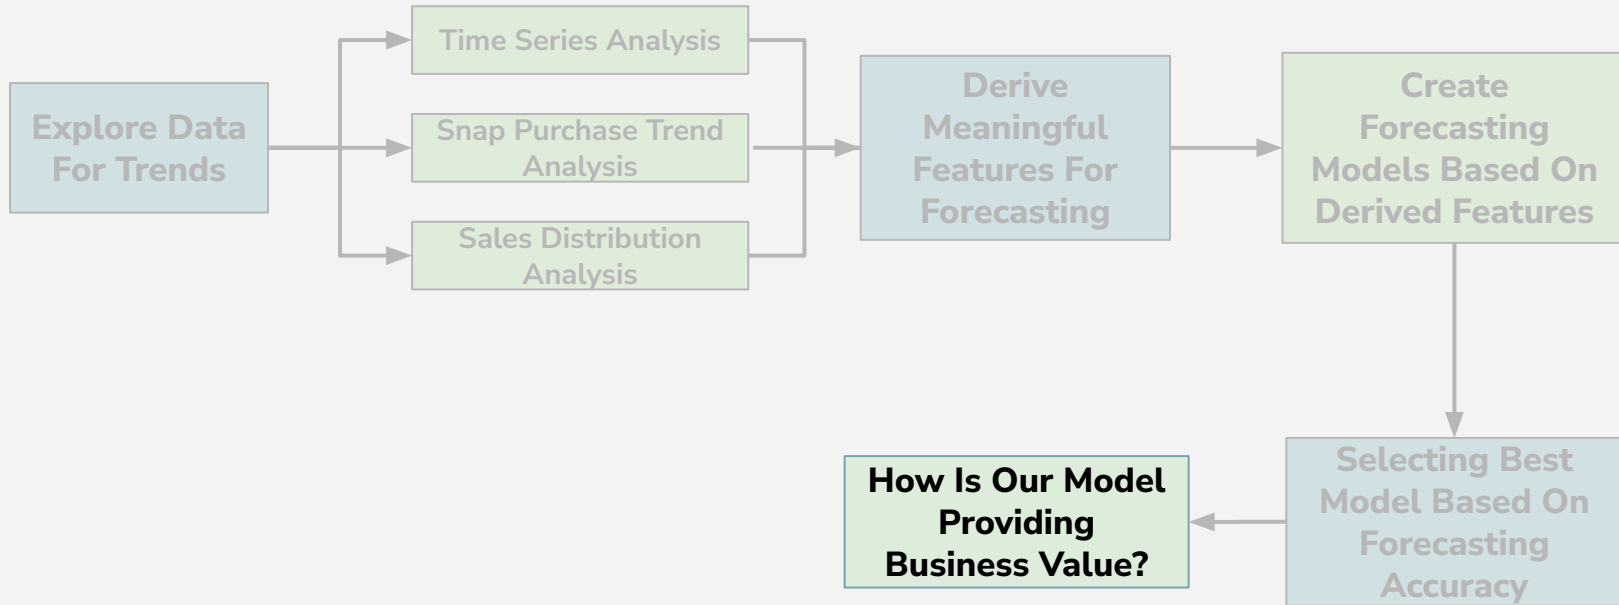 Explore Data
For Trends
Time Series Analysis
Snap Purchase Trend
Analysis
Sales Distribution
Analysis
Derive
Meaningful
Features For
Forecasting
Create
Forecasting
Models Based On
Derived Features
Selecting Best
Model Based On
Forecasting
Accuracy
How Is Our Model
Providing
Business Value?